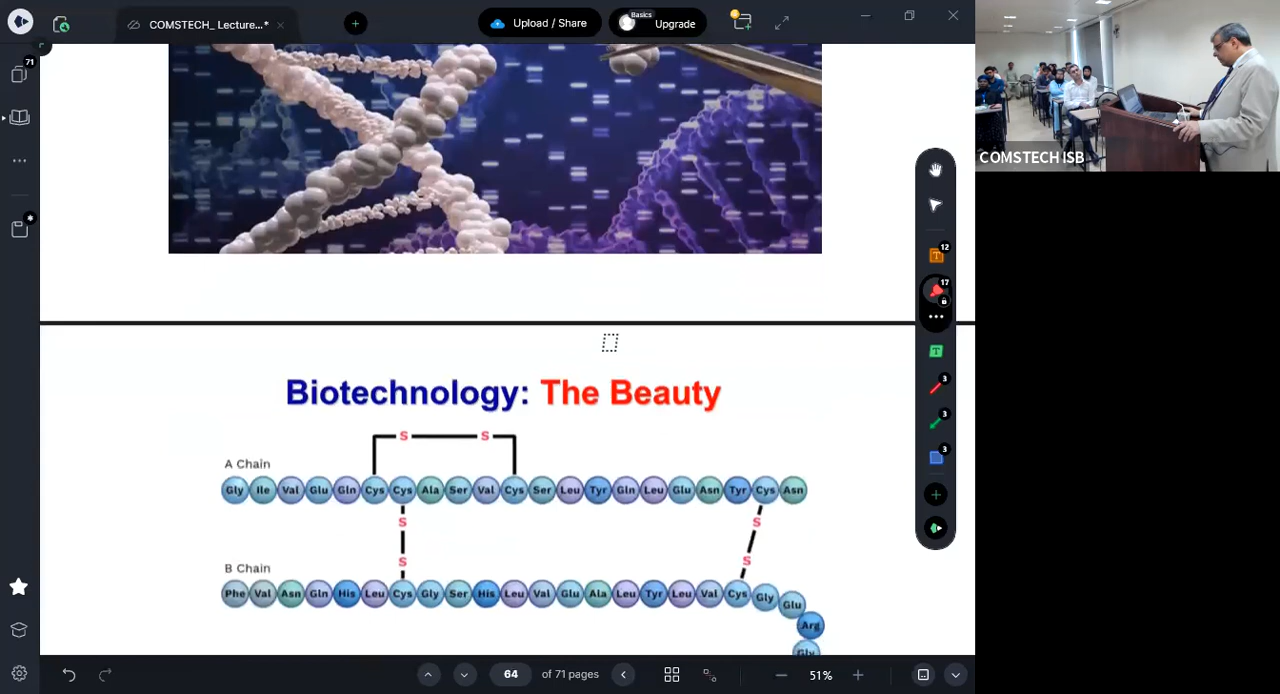 COMSTECH_ Lecture...*
Upload / Share
Basics
Upgrade
71
COMSTECH ISB
12
17
3
3
3
Biotechnology: The Beauty
S S
A Chain
Gly Ile Val Glu Gln Cys Cys Ala Ser Val Cys Ser Leu Tyr Gln Leu Glu Asn Tyr Cys Asn
S S
S S
B Chain
Phe Val Asn Gln His Leu Cys Gly Ser His Leu Val Glu Ala Leu Tyr Leu Val Cys Gly Glu
Arg
Gly
64 of 71 pages
51%